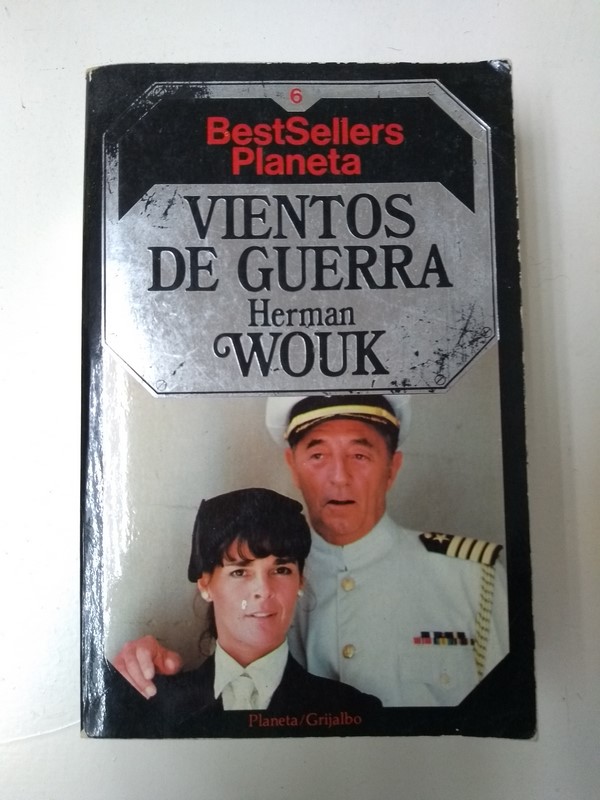 6
BestSellers
Planeta
VIENTOS
DE GUERRA
Herman
WOUK
Planeta/Grijalbo